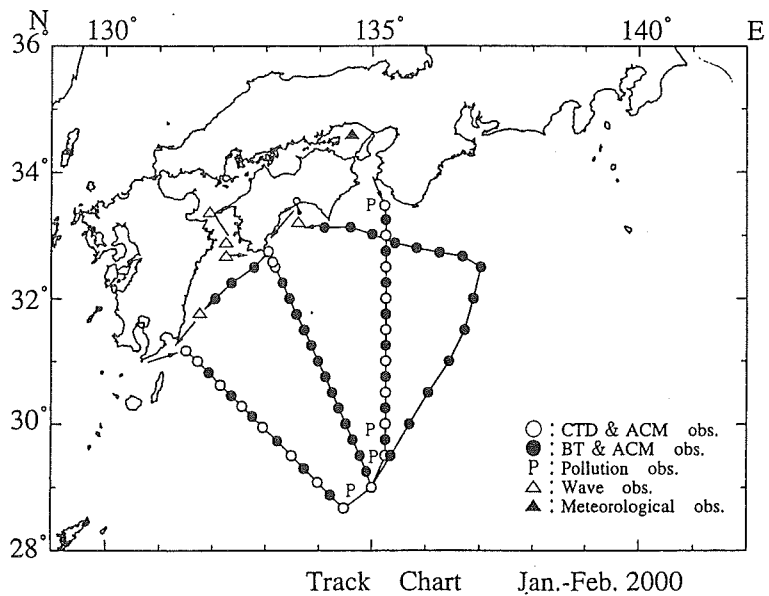 N 130° 135° 140° E
36°
34°
P
32°
30°
P
P
P
28°
○ : CTD & ACM obs.
● : BT & ACM obs.
P : Pollution obs.
△ : Wave obs.
▲ : Meteorological obs.
Track Chart Jan.-Feb. 2000